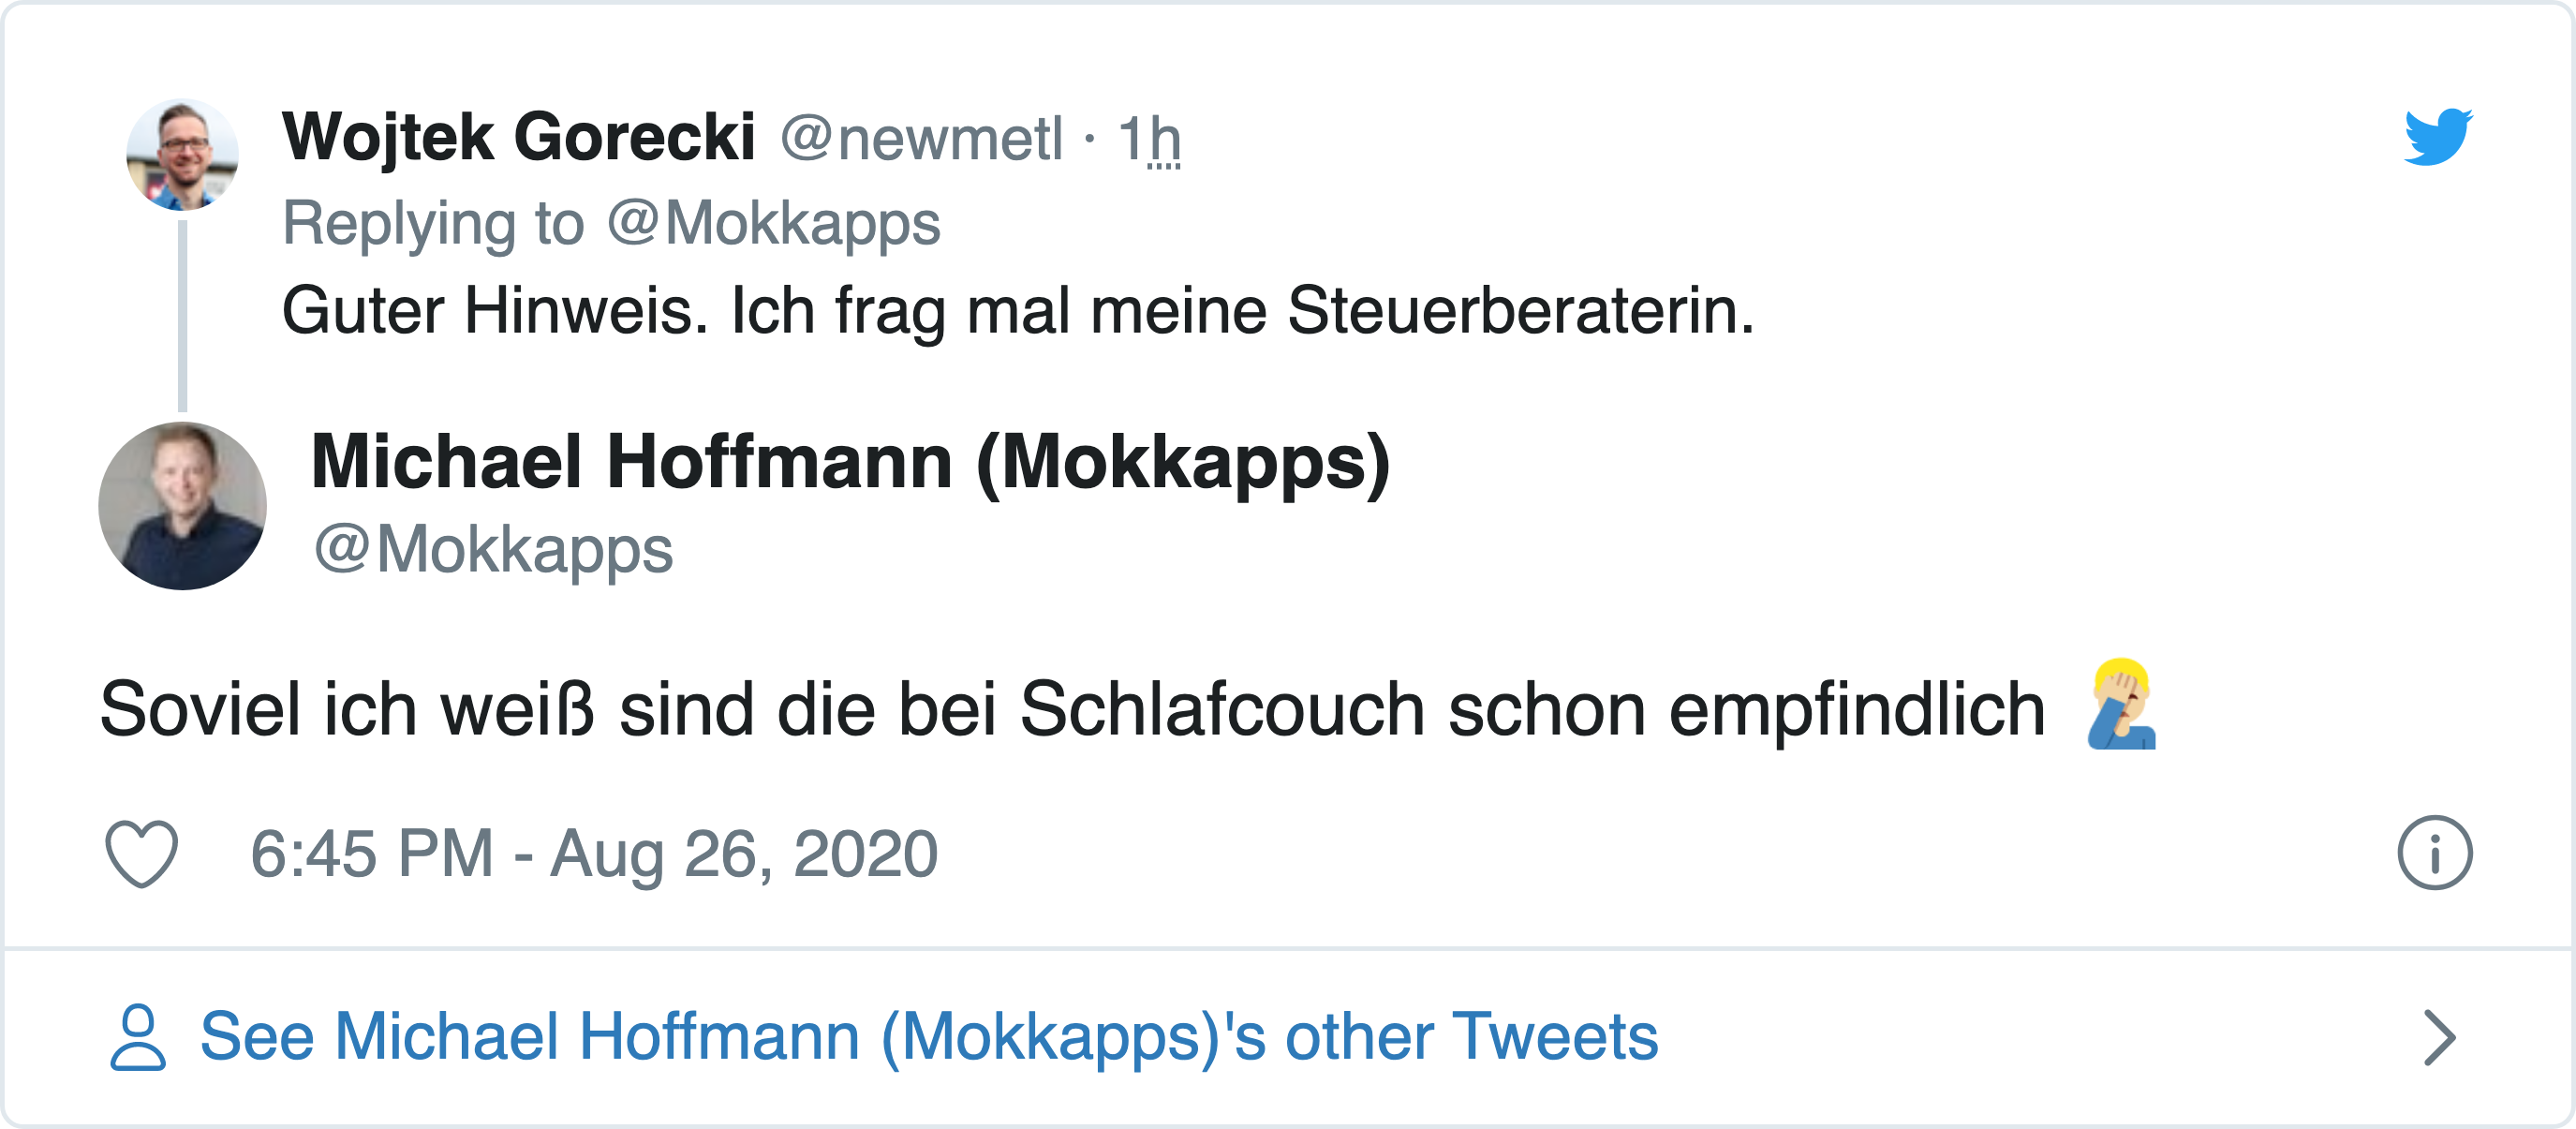 Wojtek Gorecki @newmetl · 1h
Replying to @Mokkapps
Guter Hinweis. Ich frag mal meine Steuerberaterin.
Michael Hoffmann (Mokkapps)
@Mokkapps
Soviel ich weiß sind die bei Schlafcouch schon empfindlich 🤦🏼‍♂️
6:45 PM - Aug 26, 2020
See Michael Hoffmann (Mokkapps)'s other Tweets